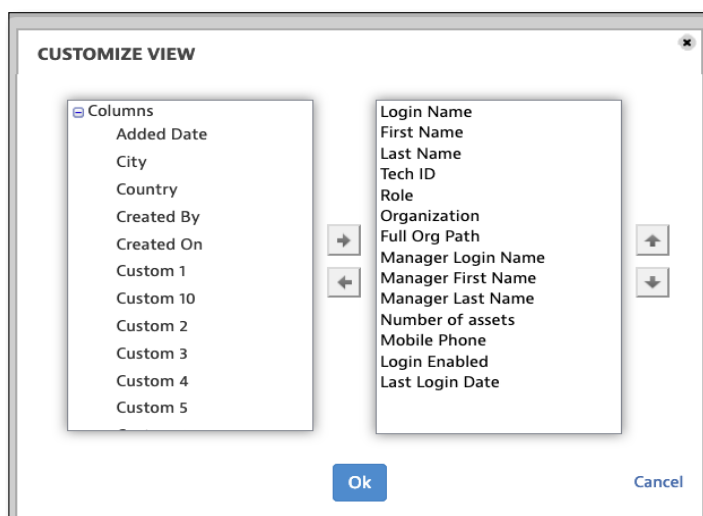 CUSTOMIZE VIEW
Columns
Added Date
City
Country
Created By
Created On
Custom 1
Custom 10
Custom 2
Custom 3
Custom 4
Custom 5
Login Name
First Name
Last Name
Tech ID
Role
Organization
Full Org Path
Manager Login Name
Manager First Name
Manager Last Name
Number of assets
Mobile Phone
Login Enabled
Last Login Date
Ok
Cancel